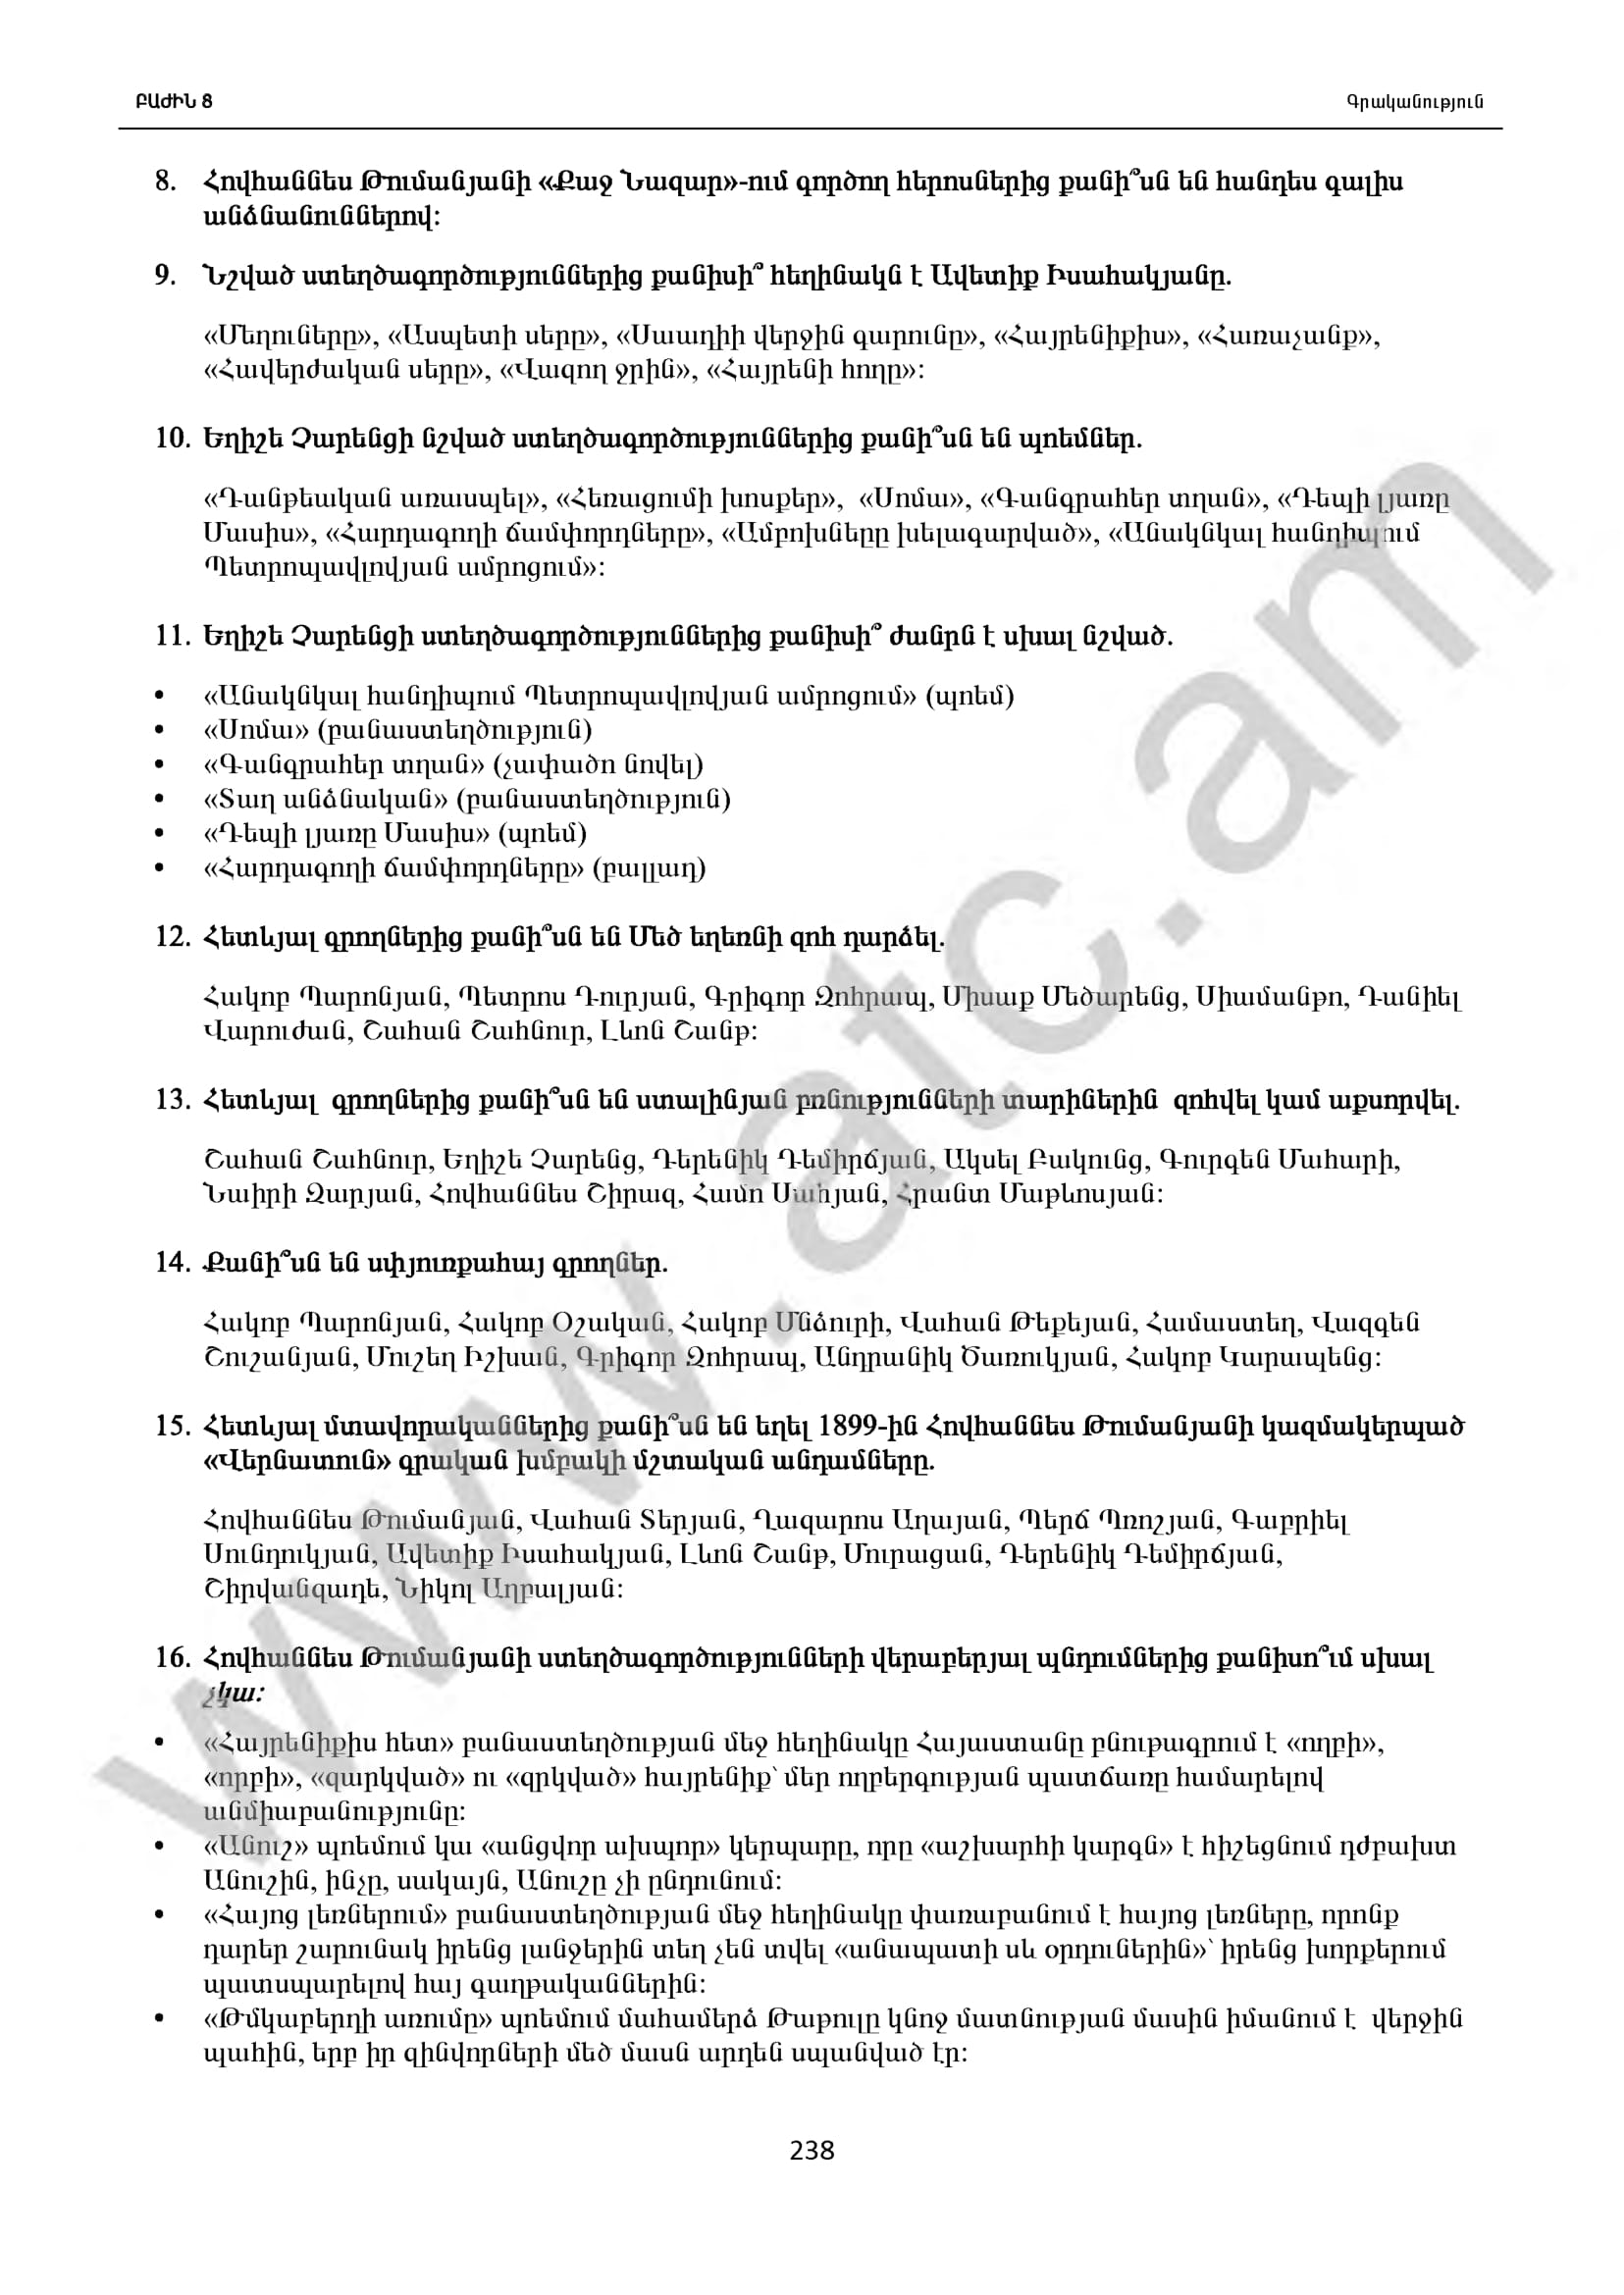 ԲԱԺԻՆ 8
Գրականություն
8. Հովհաննես Թումանյանի «Քաջ Նազար»-ում գործող հերոսներից քանի՞սն են հանդես գալիս
անձնանուններով:
9. Նշված ստեղծագործություններից քանիսի՞ հեղինակն է Ավետիք Իսահակյանը.
«Մեղուները», «Ասպետի սերը», «Սաադիի վերջին գարունը», «Հայրենիքիս», «Հառաչանք»,
«Հավերժական սերը», «Վազող ջրին», «Հայրենի հողը»:
10. Եղիշե Չարենցի նշված ստեղծագործություններից քանի՞սն են պոեմներ.
«Դանթեական առասպել», «Հեռացումի խոսքեր», «Սոմա», «Գանգրահեր տղան», «Դեպի լյառը
Մասիս», «Հարդագողի ճամփորդները», «Ամբոխները խելագարված», «Անակնկալ հանդիպում
Պետրոպավլովյան ամրոցում»:
11. Եղիշե Չարենցի ստեղծագործություններից քանիսի՞ ժանրն է սխալ նշված.
• «Անակնկալ հանդիպում Պետրոպավլովյան ամրոցում» (պոեմ)
• «Սոմա» (բանաստեղծություն)
• «Գանգրահեր տղան» (չափածո նովել)
• «Տաղ անձնական» (բանաստեղծություն)
• «Դեպի լյառը Մասիս» (պոեմ)
• «Հարդագողի ճամփորդները» (բալլադ)
12. Հետևյալ գրողներից քանի՞սն են Մեծ եղեռնի զոհ դարձել.
Հակոբ Պարոնյան, Պետրոս Դուրյան, Գրիգոր Զոհրապ, Միսաք Մեծարենց, Սիամանթո, Դանիել
Վարուժան, Շահան Շահնուր, Լևոն Շանթ:
13. Հետևյալ գրողներից քանի՞սն են ստալինյան բռնությունների տարիներին զոհվել կամ աքսորվել.
Շահան Շահնուր, Եղիշե Չարենց, Դերենիկ Դեմիրճյան, Ակսել Բակունց, Գուրգեն Մահարի,
Նաիրի Զարյան, Հովհաննես Շիրազ, Համո Սահյան, Հրանտ Մաթևոսյան:
14. Քանի՞սն են սփյուռքահայ գրողներ.
Հակոբ Պարոնյան, Հակոբ Օշական, Հակոբ Մնձուրի, Վահան Թեքեյան, Համաստեղ, Վազգեն
Շուշանյան, Մուշեղ Իշխան, Գրիգոր Զոհրապ, Անդրանիկ Ծառուկյան, Հակոբ Կարապենց:
15. Հետևյալ մտավորականներից քանի՞սն են եղել 1899-ին Հովհաննես Թումանյանի կազմակերպած
«Վերնատուն» գրական խմբակի մշտական անդամները.
Հովհաննես Թումանյան, Վահան Տերյան, Ղազարոս Աղայան, Պերճ Պռոշյան, Գաբրիել
Սունդուկյան, Ավետիք Իսահակյան, Լևոն Շանթ, Մուրացան, Դերենիկ Դեմիրճյան,
Շիրվանզադե, Նիկոլ Աղբալյան:
16. Հովհաննես Թումանյանի ստեղծագործությունների վերաբերյալ պնդումներից քանիսո՞ւմ սխալ
չկա:
• «Հայրենիքիս հետ» բանաստեղծության մեջ հեղինակը Հայաստանը բնութագրում է «ողբի»,
«որբի», «զարկված» ու «զրկված» հայրենիք՝ մեր ողբերգության պատճառը համարելով
անմիաբանությունը:
• «Անուշ» պոեմում կա «անցվոր ախպոր» կերպարը, որը «աշխարհի կարգն» է հիշեցնում դժբախտ
Անուշին, ինչը, սակայն, Անուշը չի ընդունում:
• «Հայոց լեռներում» բանաստեղծության մեջ հեղինակը փառաբանում է հայոց լեռները, որոնք
դարեր շարունակ իրենց լանջերին տեղ չեն տվել «անապատի սև օրդուներին»՝ իրենց խորքերում
պատսպարելով հայ գաղթականներին:
• «Թմկաբերդի առումը» պոեմում մահամերձ Թաթուլը կնոջ մատնության մասին իմանում է վերջին
պահին, երբ իր զինվորների մեծ մասն արդեն սպանված էր:
238
www.atc.am